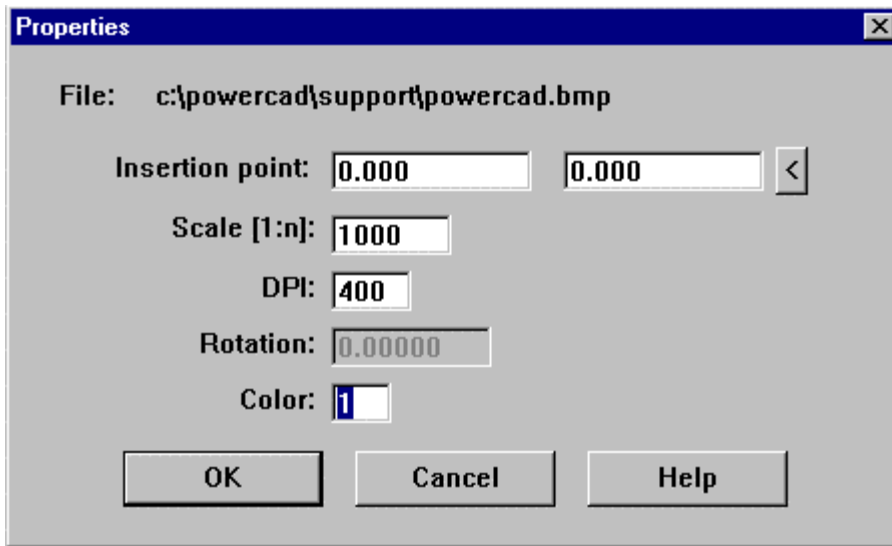 Properties
File: c:\powercad\support\powercad.bmp
Insertion point: 0.000 0.000 <
Scale [1:n]: 1000
DPI: 400
Rotation: 0.00000
Color: 1
OK Cancel Help